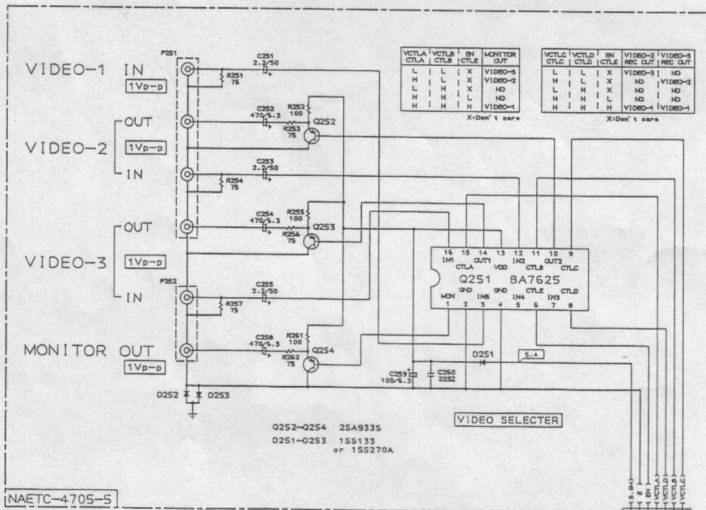 VIDEO-1 IN
1Vp-p
OUT
VIDEO-2
1Vp-p
IN
OUT
VIDEO-3
1Vp-p
IN
MONITOR OUT
1Vp-p
P251
P252
C251
2.2/50
R251
75
C252
470/6.3
R252
100
R253
75
Q252
C253
2.2/50
R254
75
C254
470/6.3
R255
100
R256
75
Q253
C255
2.2/50
R257
75
C258
470/6.3
R261
100
R262
75
Q254
D252 D253
VCTLA VCTLB EN MONITOR
CTLA CTLB CTLE OUT
L L X VIDEO-3
H L X VIDEO-2
L H X NO
H H L NO
H H H VIDEO-1
X:Don't care
VCTLC VCTLD EN VIDEO-2 VIDEO-3
CTLC CTLD CTLE REC OUT REC OUT
L L X VIDEO-3 NO
H L X NO VIDEO-2
L H X NO NO
H H L NO NO
H H H VIDEO-1 VIDEO-1
X:Don't care
16 15 14 13 12 11 10 9
IN1 OUT1 IN2 OUT2
CTLA VDD CTLB CTLC
Q251 BA7625
GND GND CTLE CTLD
MON IN5 IN4 IN3
1 2 3 4 5 6 7 8
C259
100/6.3
C260
223Z
D251
5.4
Q252~Q254 2SA933S
D251~D253 1SS133
or 1SS270A
VIDEO SELECTER
E
EN
VCTLA
VCTLD
VCTLB
VCTLC
NAETC-4705-5